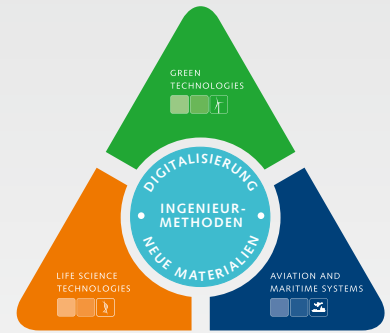 GREEN
TECHNOLOGIES
DIGITALISIERUNG
INGENIEUR-
METHODEN
NEUE MATERIALIEN
LIFE SCIENCE
TECHNOLOGIES
AVIATION AND
MARITIME SYSTEMS